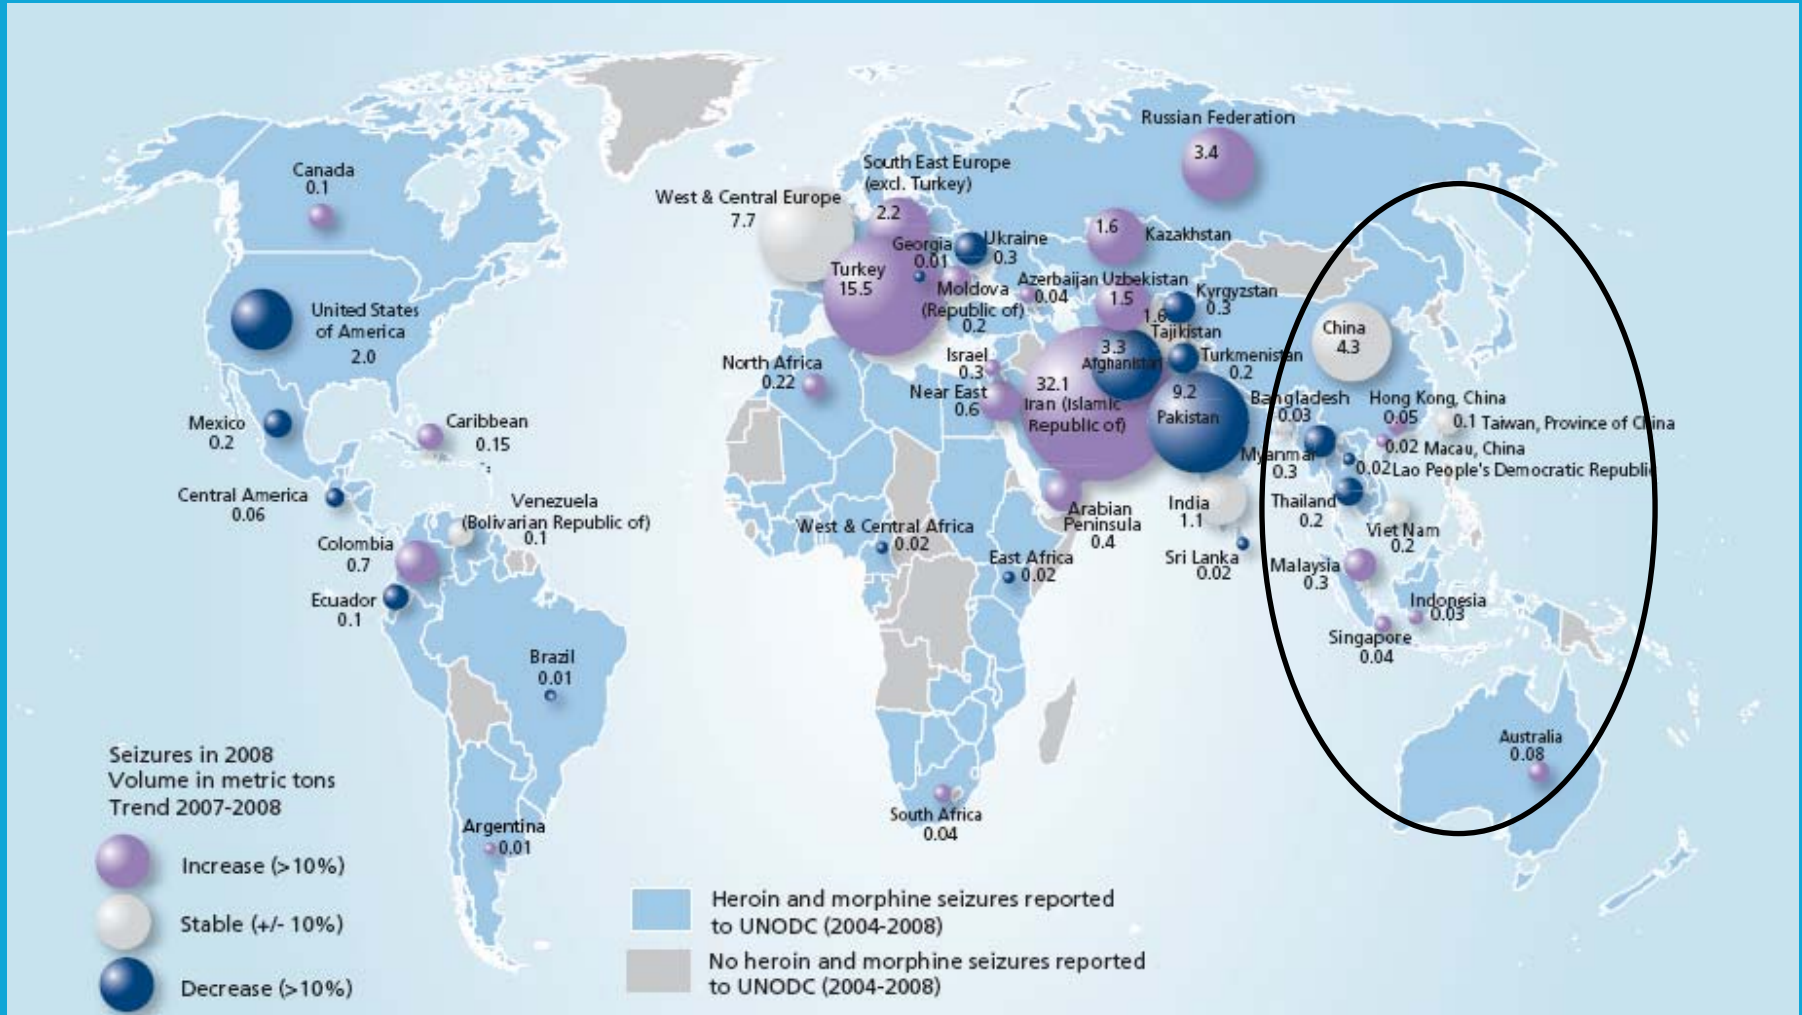 Russian Federation
3.4
Canada
0.1
South East Europe
(excl. Turkey)
2.2
West & Central Europe
7.7
Georgia
0.01
Ukraine
0.3
1.6
Kazakhstan
Turkey
15.5
Moldova
(Republic of)
0.2
Azerbaijan
0.04
Uzbekistan
1.5
Kyrgyzstan
0.3
1.6
Tajikistan
United States
of America
2.0
China
4.3
North Africa
0.22
Israel
0.3
Near East
0.6
3.3
Afghanistan
Turkmenistan
0.2
32.1
Iran (Islamic
Republic of)
9.2
Pakistan
Bangladesh
0.03
Hong Kong, China
0.05
0.1 Taiwan, Province of China
0.02 Macau, China
Myanmar
0.3
0.02 Lao People's Democratic Republic
Mexico
0.2
Caribbean
0.15
Central America
0.06
Venezuela
(Bolivarian Republic of)
0.1
Colombia
0.7
Ecuador
0.1
West & Central Africa
0.02
East Africa
0.02
Arabian
Peninsula
0.4
India
1.1
Sri Lanka
0.02
Thailand
0.2
Viet Nam
0.2
Malaysia
0.3
Indonesia
0.03
Singapore
0.04
Brazil
0.01
Australia
0.08
South Africa
0.04
Argentina
0.01
Seizures in 2008
Volume in metric tons
Trend 2007-2008
Increase (>10%)
Stable (+/- 10%)
Decrease (>10%)
Heroin and morphine seizures reported
to UNODC (2004-2008)
No heroin and morphine seizures reported
to UNODC (2004-2008)